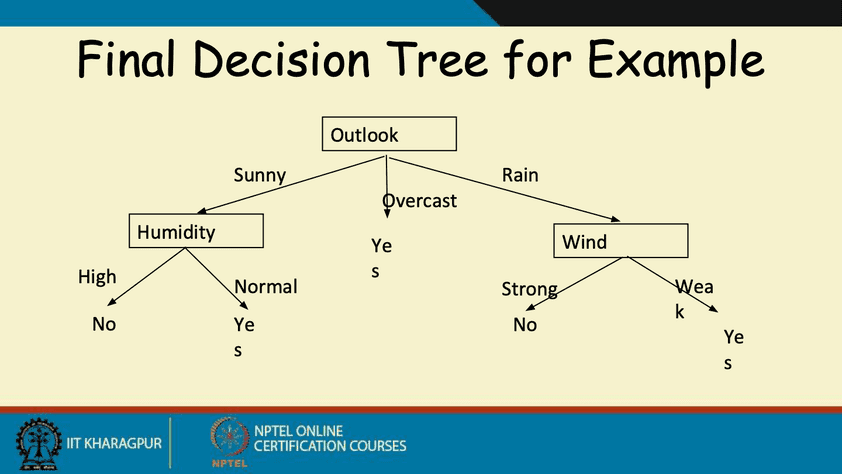 Final Decision Tree for Example
Outlook
Sunny
Rain
Overcast
Humidity
Wind
Ye
s
High
Normal
Strong
Wea
k
No
Ye
s
No
Ye
s
IIT KHARAGPUR
NPTEL
NPTEL ONLINE
CERTIFICATION COURSES